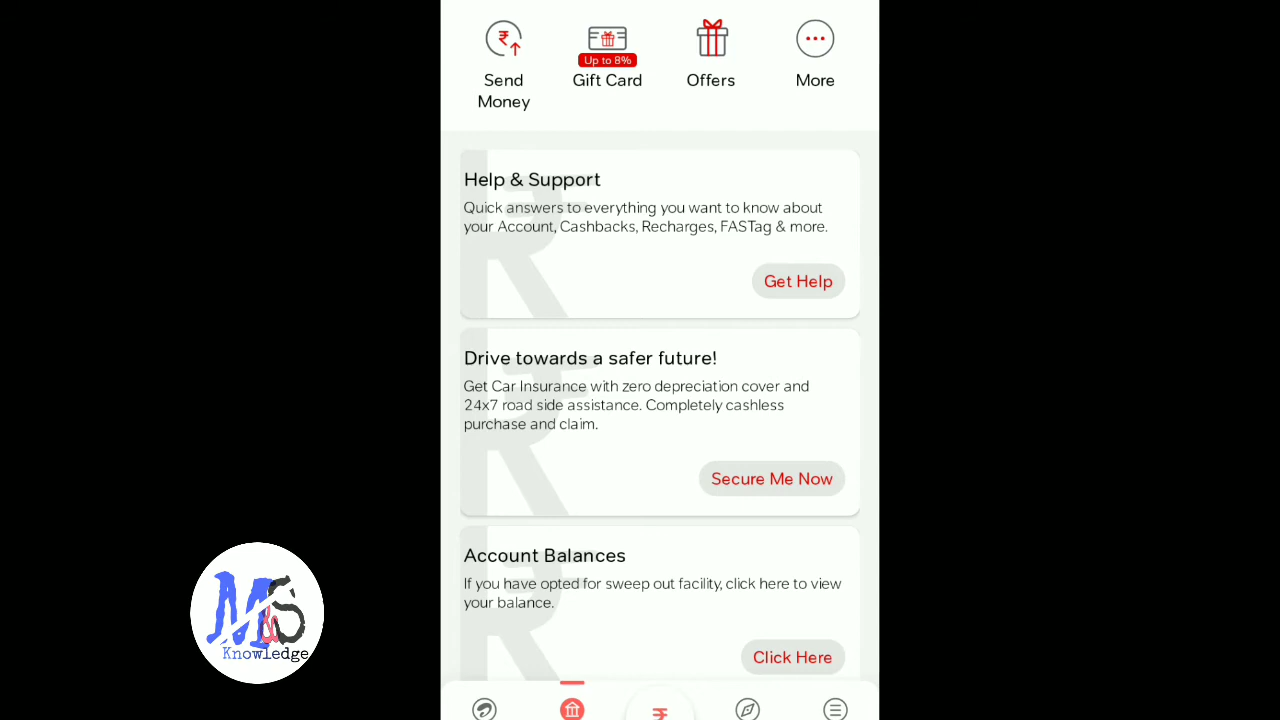 Send
Money
Up to 8%
Gift Card
Offers
More
Help & Support
Quick answers to everything you want to know about
your Account, Cashbacks, Recharges, FASTag & more.
Get Help
Drive towards a safer future!
Get Car Insurance with zero depreciation cover and
24x7 road side assistance. Completely cashless
purchase and claim.
Secure Me Now
Account Balances
If you have opted for sweep out facility, click here to view
your balance.
Click Here
M&S
Knowledge